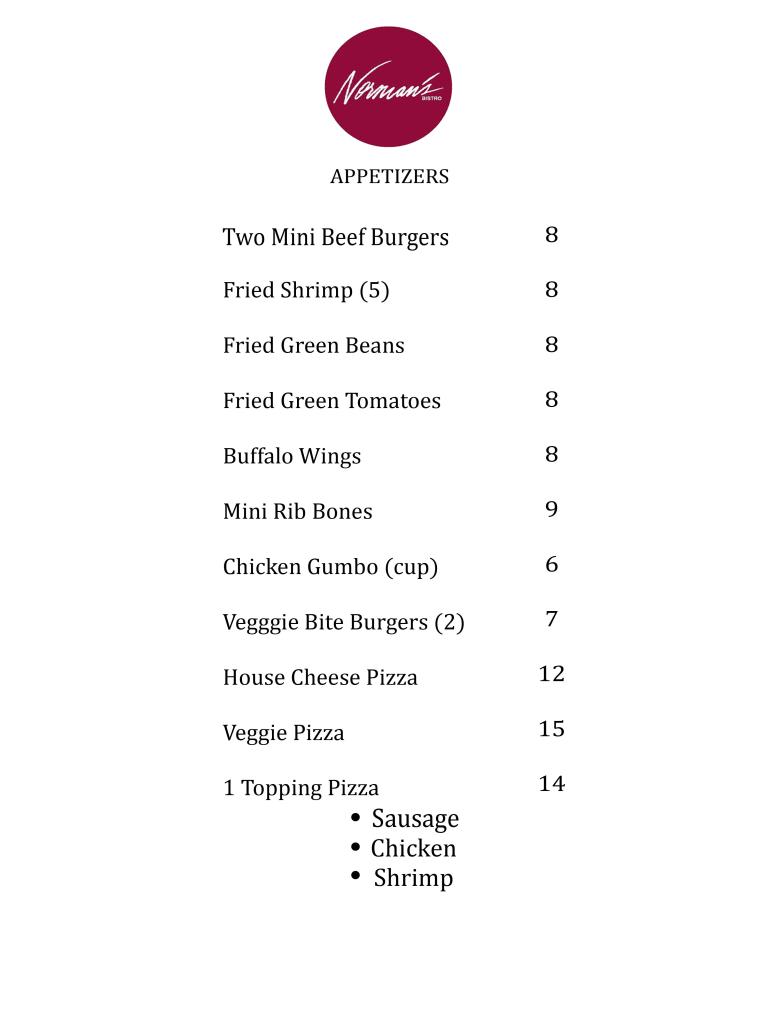 Norman's
BISTRO
APPETIZERS
Two Mini Beef Burgers 8
Fried Shrimp (5) 8
Fried Green Beans 8
Fried Green Tomatoes 8
Buffalo Wings 8
Mini Rib Bones 9
Chicken Gumbo (cup) 6
Vegggie Bite Burgers (2) 7
House Cheese Pizza 12
Veggie Pizza 15
1 Topping Pizza 14
• Sausage
• Chicken
• Shrimp